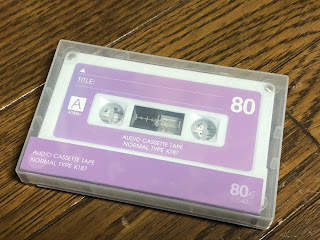 TITLE:
80
A
AUDIO CASSETTE TAPE
NORMAL TYPE K187
AUDIO CASSETTE TAPE
NORMAL TYPE K187
80